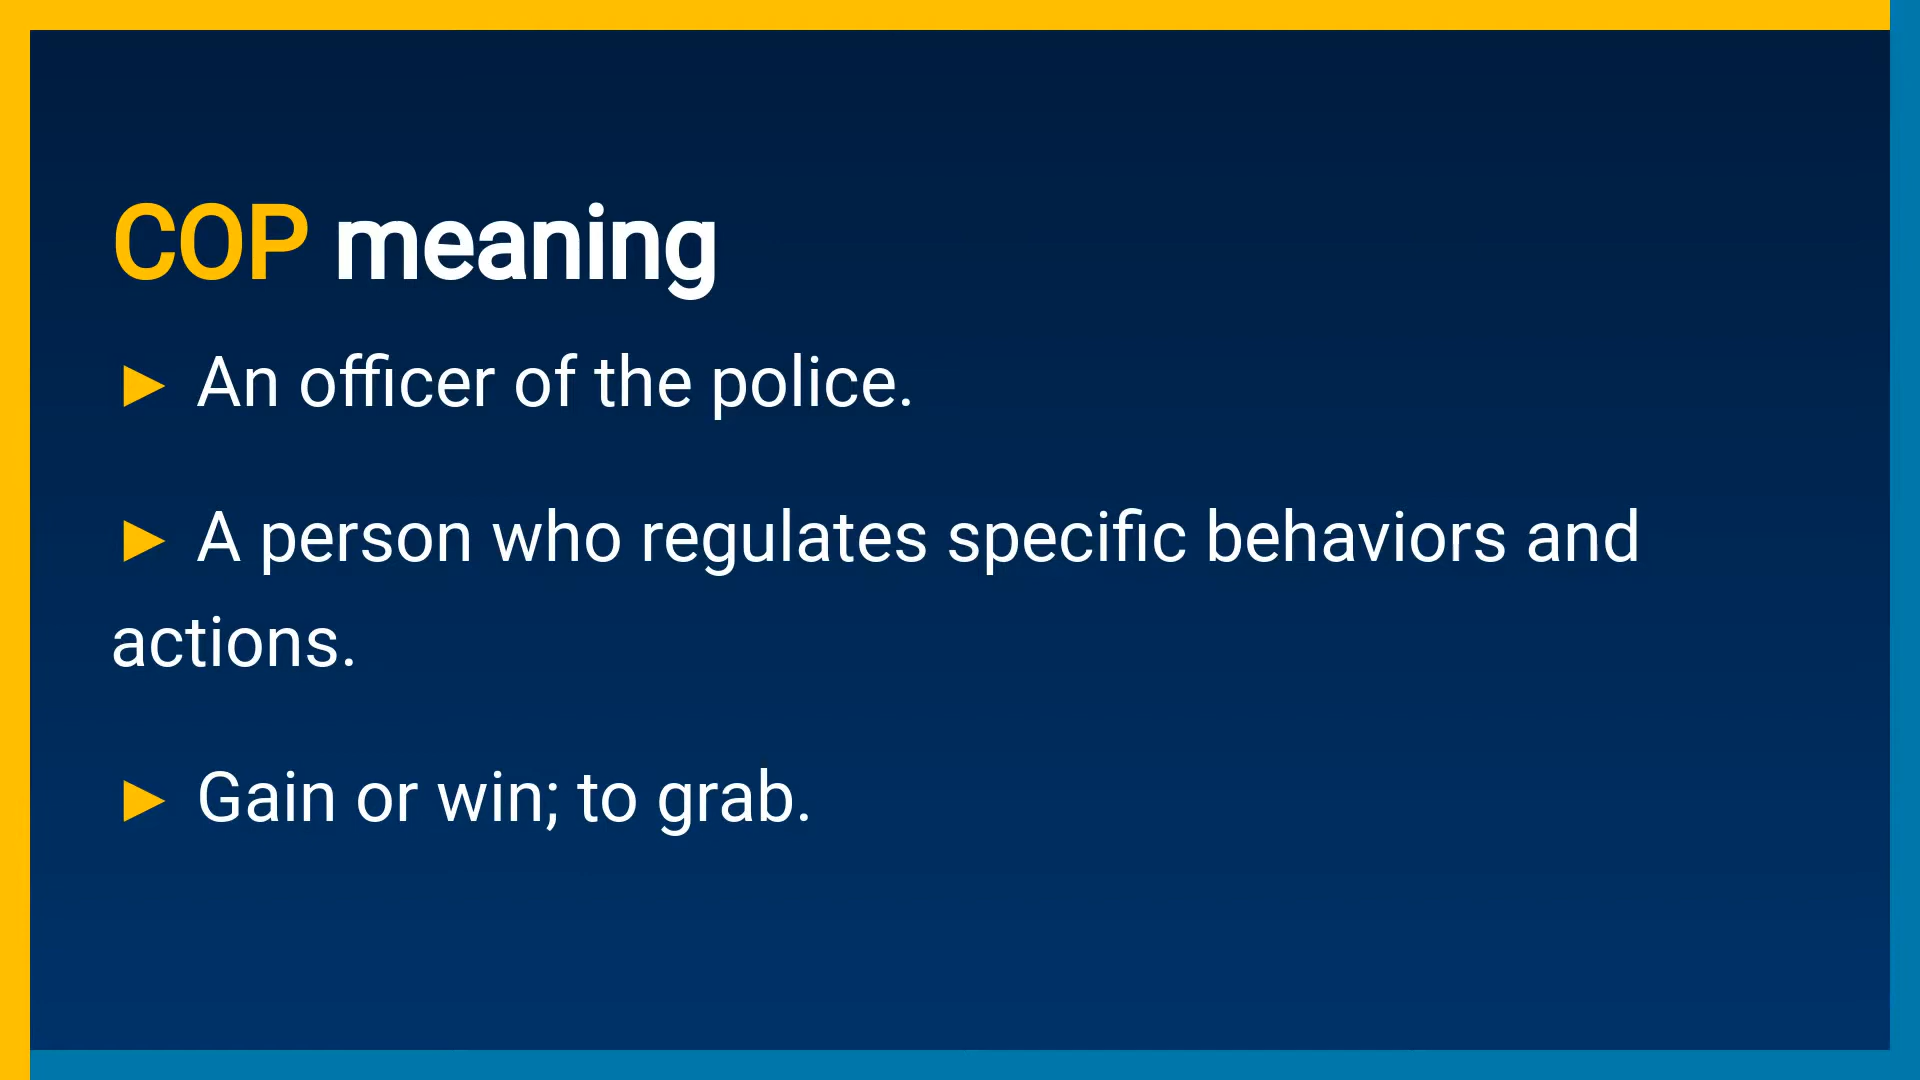 COP meaning
► An officer of the police.
► A person who regulates specific behaviors and
actions.
► Gain or win; to grab.